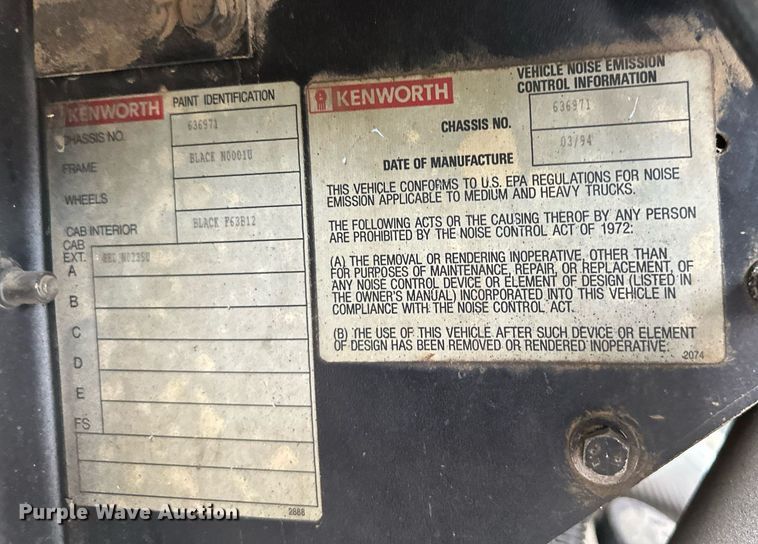 KENWORTH PAINT IDENTIFICATION
CHASSIS NO. 636971
FRAME BLACK N0001U
WHEELS
CAB INTERIOR BLACK F63B12
CAB
EXT. N0235U
A
B
C
D
E
FS
2888
KENWORTH
VEHICLE NOISE EMISSION
CONTROL INFORMATION
CHASSIS NO. 636971
DATE OF MANUFACTURE 03/94
THIS VEHICLE CONFORMS TO U.S. EPA REGULATIONS FOR NOISE
EMISSION APPLICABLE TO MEDIUM AND HEAVY TRUCKS.
THE FOLLOWING ACTS OR THE CAUSING THEROF BY ANY PERSON
ARE PROHIBITED BY THE NOISE CONTROL ACT OF 1972:
(A) THE REMOVAL OR RENDERING INOPERATIVE, OTHER THAN
FOR PURPOSES OF MAINTENANCE, REPAIR, OR REPLACEMENT, OF
ANY NOISE CONTROL DEVICE OR ELEMENT OF DESIGN (LISTED IN
THE OWNER'S MANUAL) INCORPORATED INTO THIS VEHICLE IN
COMPLIANCE WITH THE NOISE CONTROL ACT.
(B) THE USE OF THIS VEHICLE AFTER SUCH DEVICE OR ELEMENT
OF DESIGN HAS BEEN REMOVED OR RENDERED INOPERATIVE.
2074
Purple Wave Auction